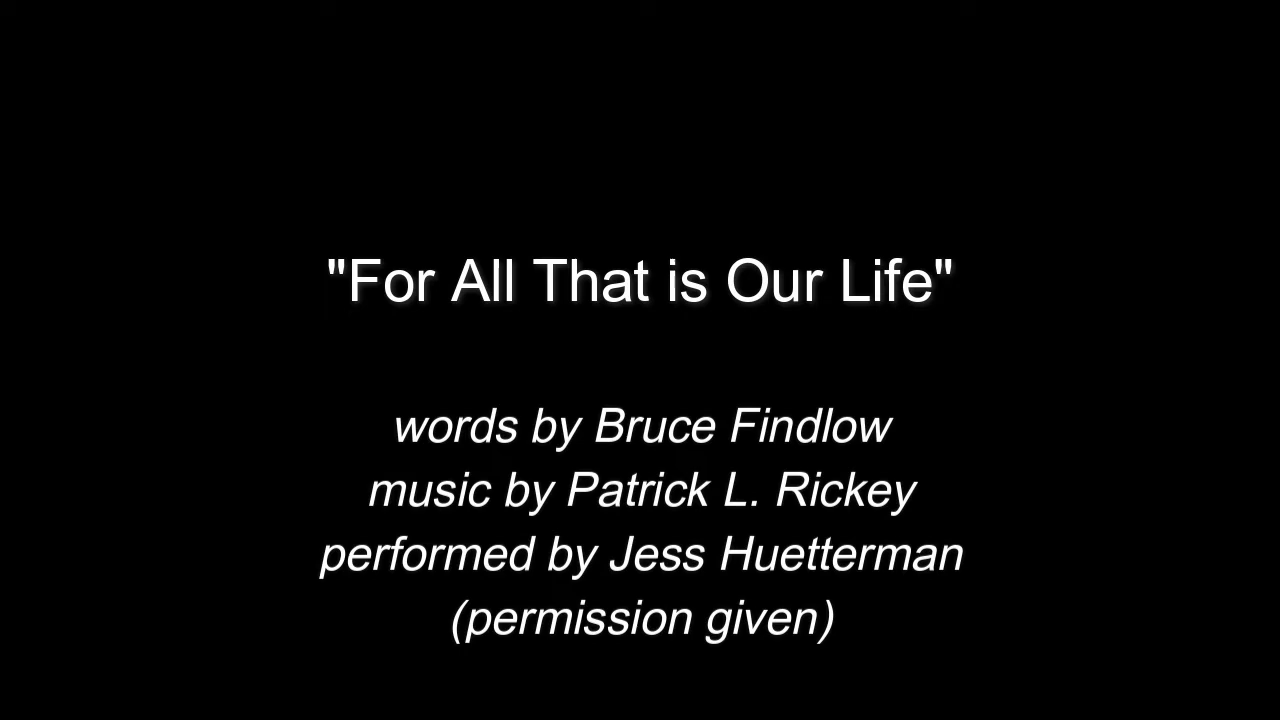 "For All That is Our Life"
words by Bruce Findlow
music by Patrick L. Rickey
performed by Jess Huetterman
(permission given)